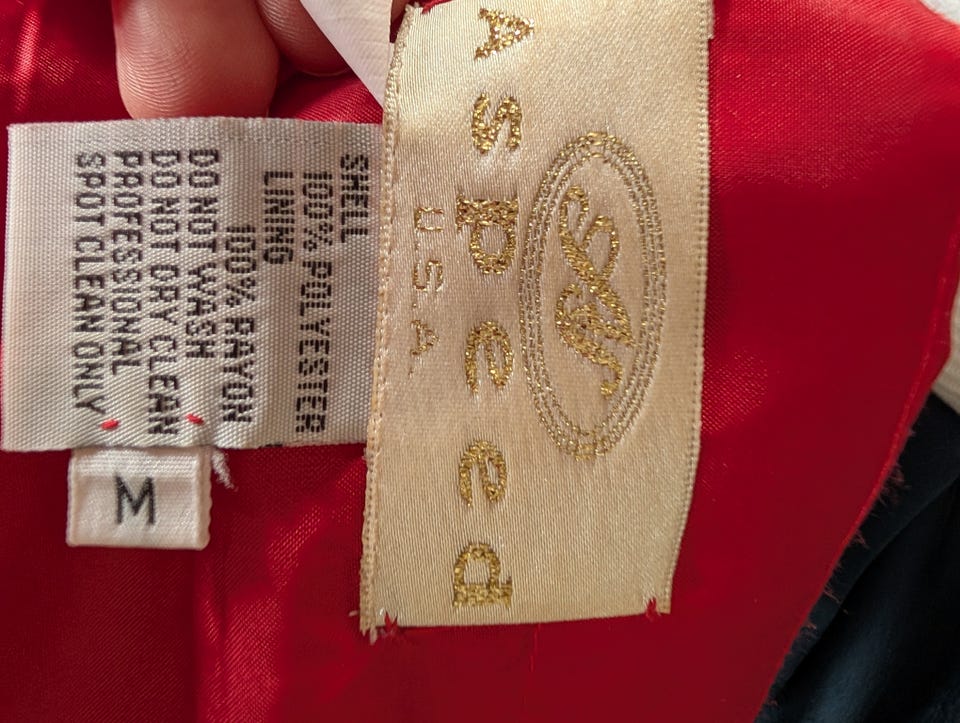 Aspeed
U.S.A.
SHELL
100% POLYESTER
LINING
100% RAYON
DO NOT WASH
DO NOT DRY CLEAN
PROFESSIONAL
SPOT CLEAN ONLY
M